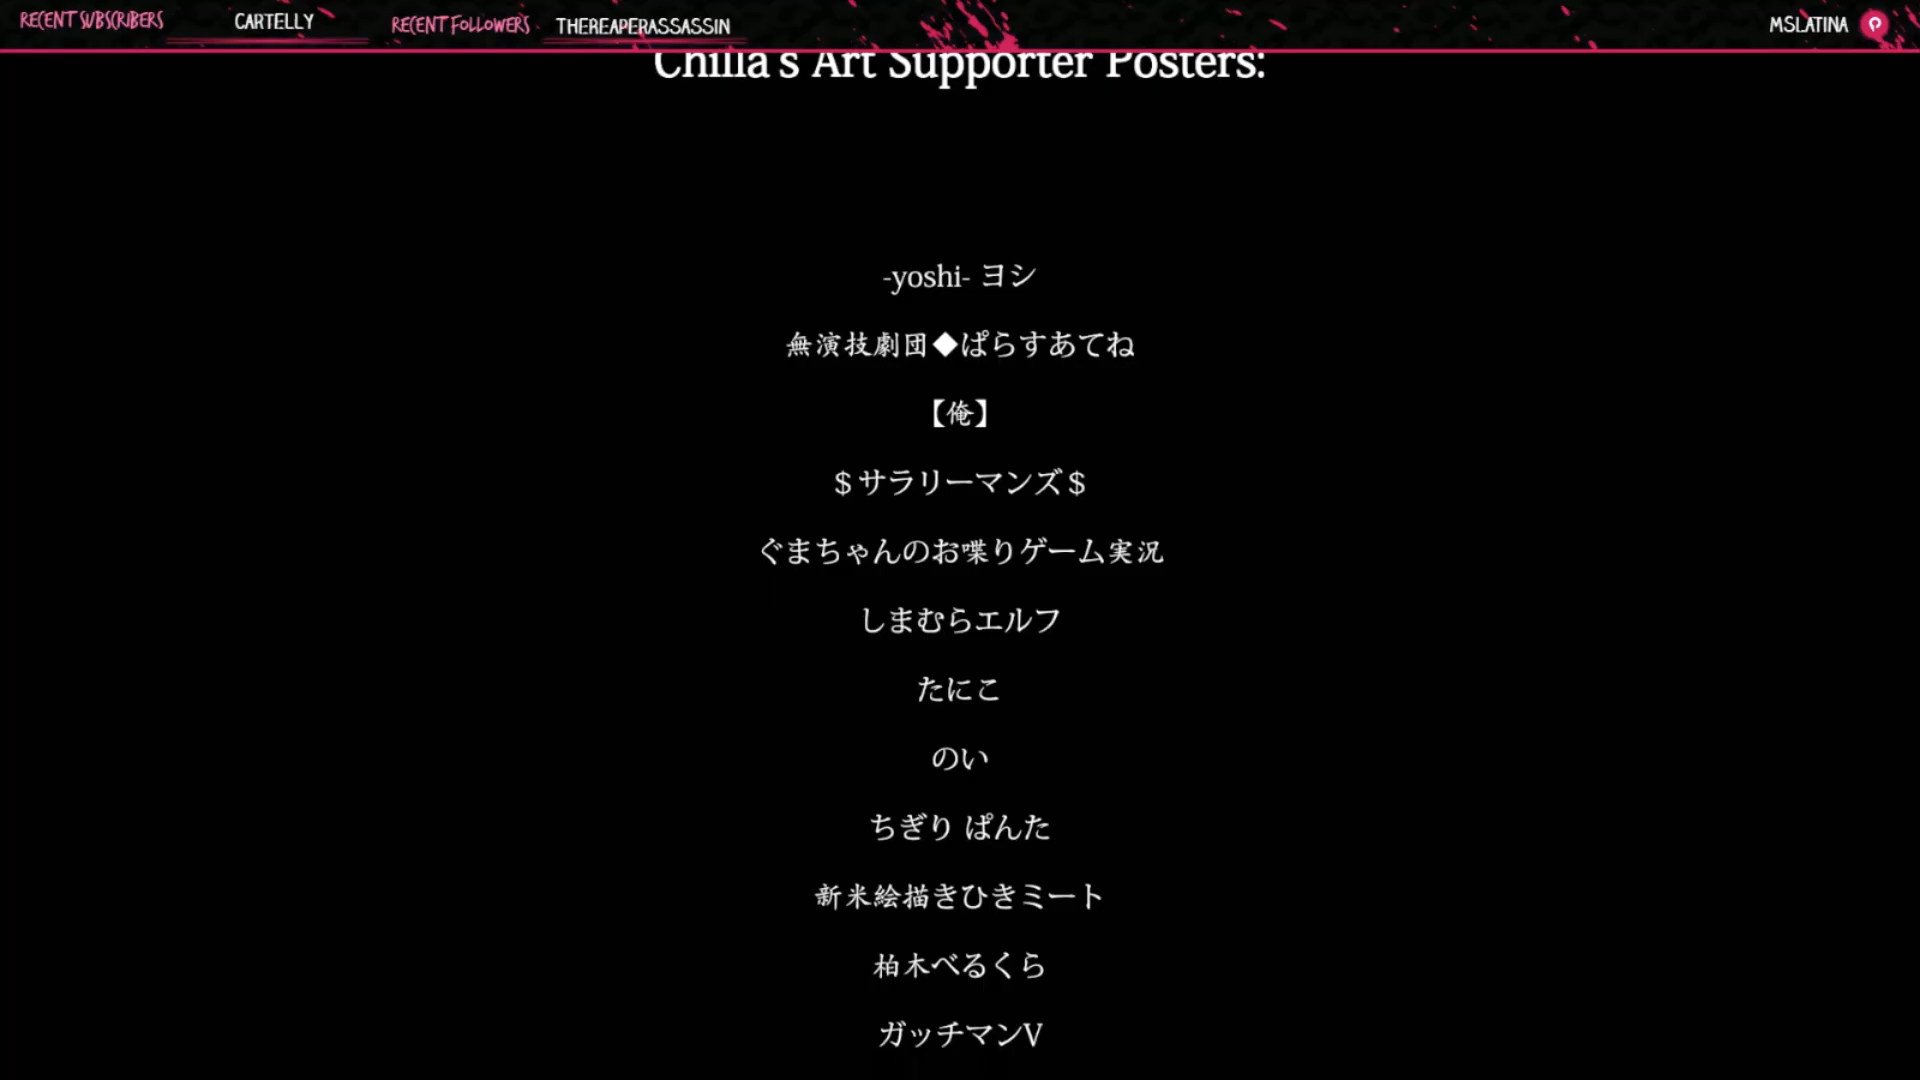 RECENT SUBSCRIBERS CARTELLY RECENT FOLLOWERS THEREAPERASSASSIN MSLATINA
Chilla's Art Supporter Posters:
-yoshi- ヨシ
無演技劇団◆ぱらすあてね
【俺】
＄サラリーマンズ＄
ぐまちゃんのお喋りゲーム実況
しまむらエルフ
たにこ
のい
ちぎり ぱんた
新米絵描きひきミート
柏木べるくら
ガッチマンV